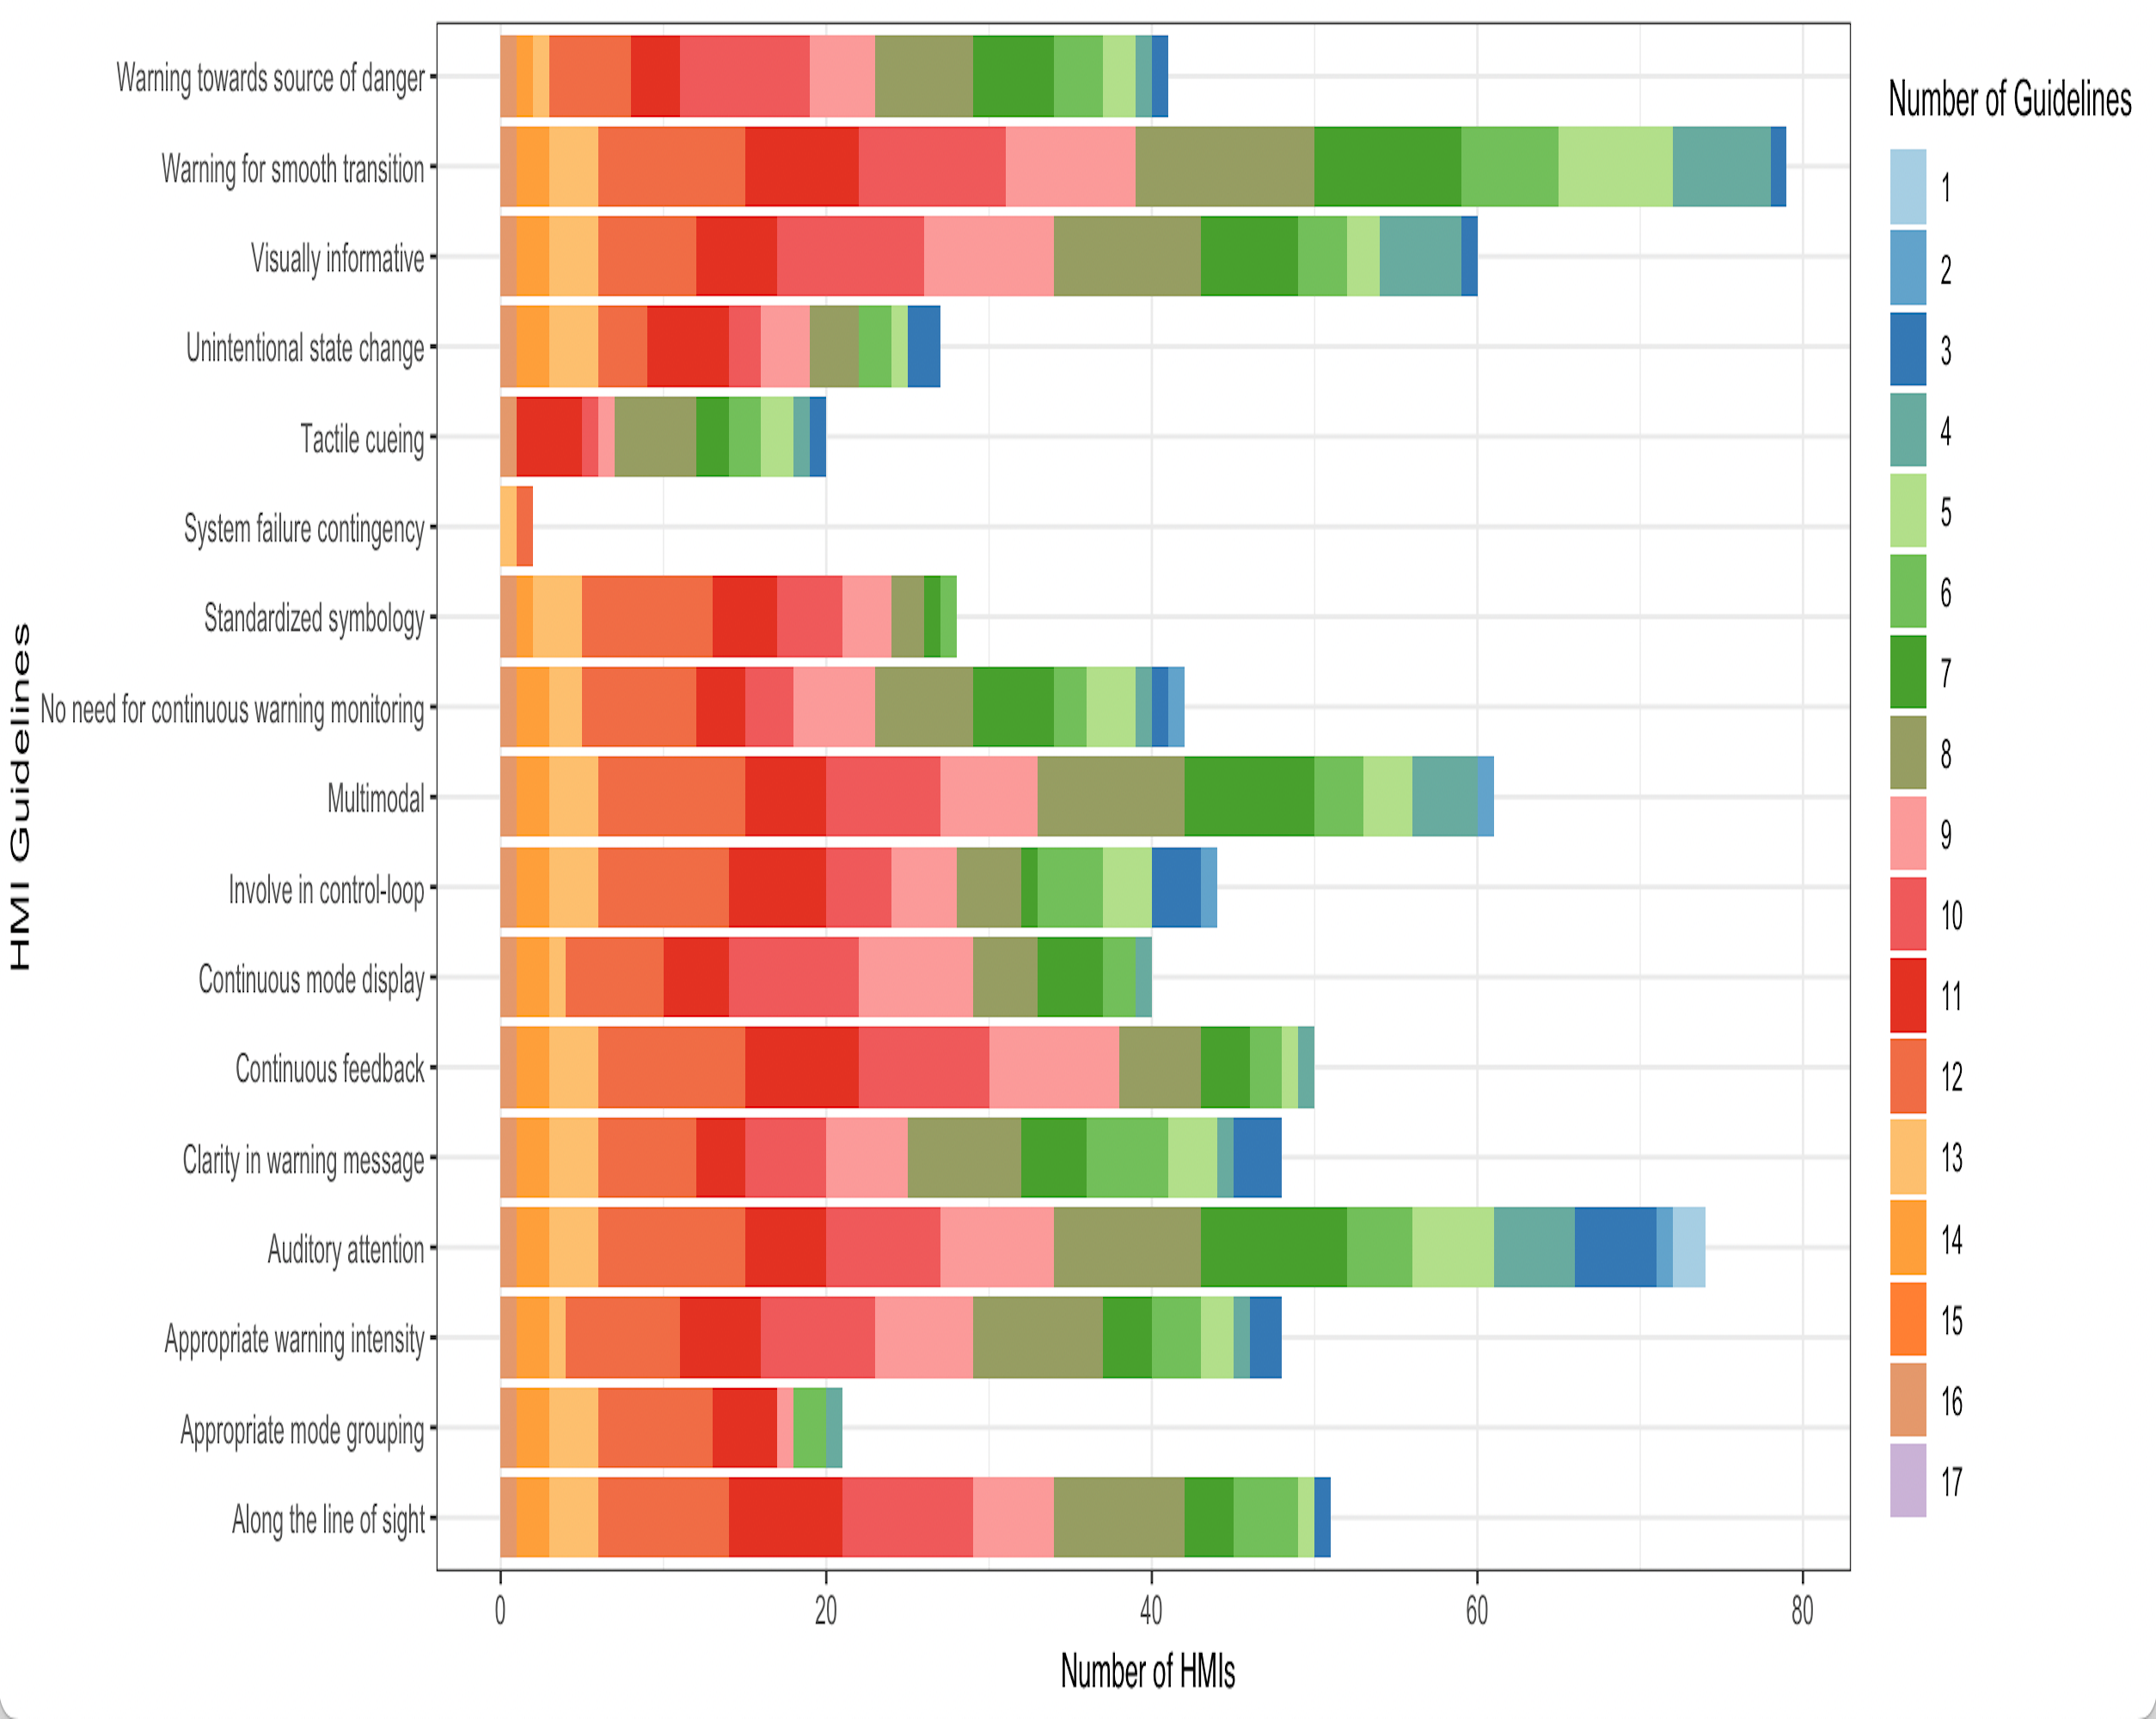 Warning towards source of danger
Warning for smooth transition
Visually informative
Unintentional state change
Tactile cueing
System failure contingency
Standardized symbology
No need for continuous warning monitoring
Multimodal
Involve in control-loop
Continuous mode display
Continuous feedback
Clarity in warning message
Auditory attention
Appropriate warning intensity
Appropriate mode grouping
Along the line of sight
HMI Guidelines
0 20 40 60 80
Number of HMIs
Number of Guidelines
1
2
3
4
5
6
7
8
9
10
11
12
13
14
15
16
17